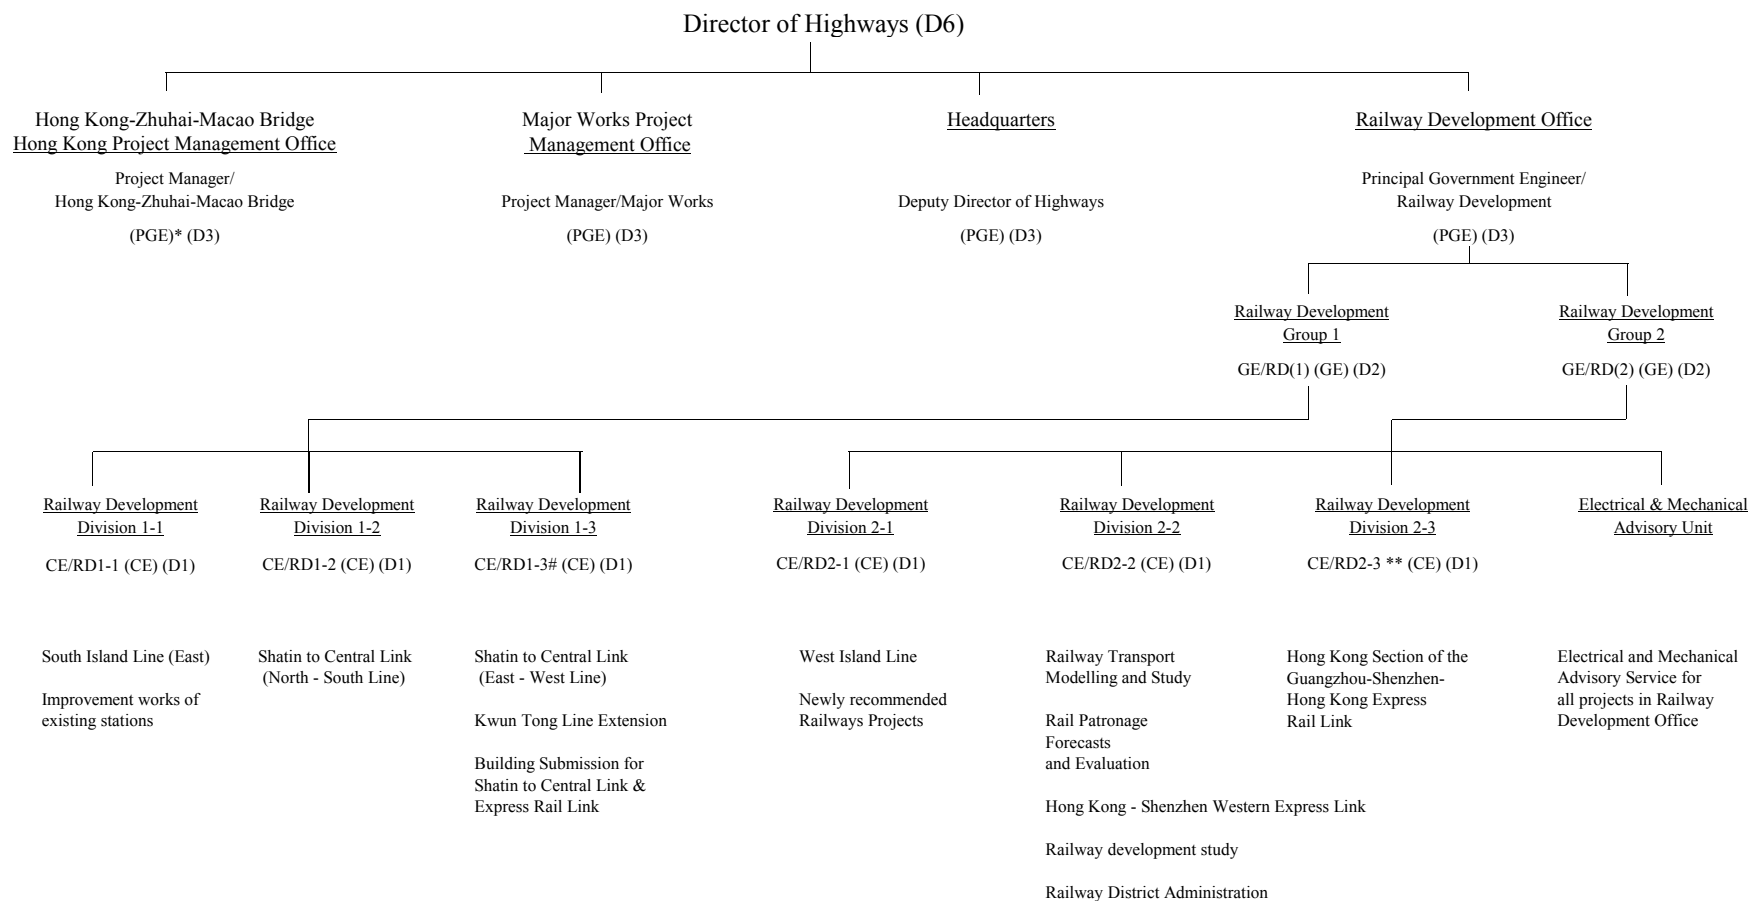 Director of Highways (D6)
Hong Kong-Zhuhai-Macao Bridge
Hong Kong Project Management Office
Project Manager/
Hong Kong-Zhuhai-Macao Bridge
(PGE)* (D3)
Major Works Project
Management Office
Project Manager/Major Works
(PGE) (D3)
Headquarters
Deputy Director of Highways
(PGE) (D3)
Railway Development Office
Principal Government Engineer/
Railway Development
(PGE) (D3)
Railway Development
Group 1
GE/RD(1) (GE) (D2)
Railway Development
Group 2
GE/RD(2) (GE) (D2)
Railway Development
Division 1-1
CE/RD1-1 (CE) (D1)
South Island Line (East)
Improvement works of
existing stations
Railway Development
Division 1-2
CE/RD1-2 (CE) (D1)
Shatin to Central Link
(North - South Line)
Railway Development
Division 1-3
CE/RD1-3# (CE) (D1)
Shatin to Central Link
(East - West Line)
Kwun Tong Line Extension
Building Submission for
Shatin to Central Link &
Express Rail Link
Railway Development
Division 2-1
CE/RD2-1 (CE) (D1)
West Island Line
Newly recommended
Railways Projects
Railway Development
Division 2-2
CE/RD2-2 (CE) (D1)
Railway Transport
Modelling and Study
Rail Patronage
Forecasts
and Evaluation
Hong Kong - Shenzhen Western Express Link
Railway development study
Railway District Administration
Railway Development
Division 2-3
CE/RD2-3 ** (CE) (D1)
Hong Kong Section of the
Guangzhou-Shenzhen-
Hong Kong Express
Rail Link
Electrical & Mechanical
Advisory Unit
Electrical and Mechanical
Advisory Service for
all projects in Railway
Development Office